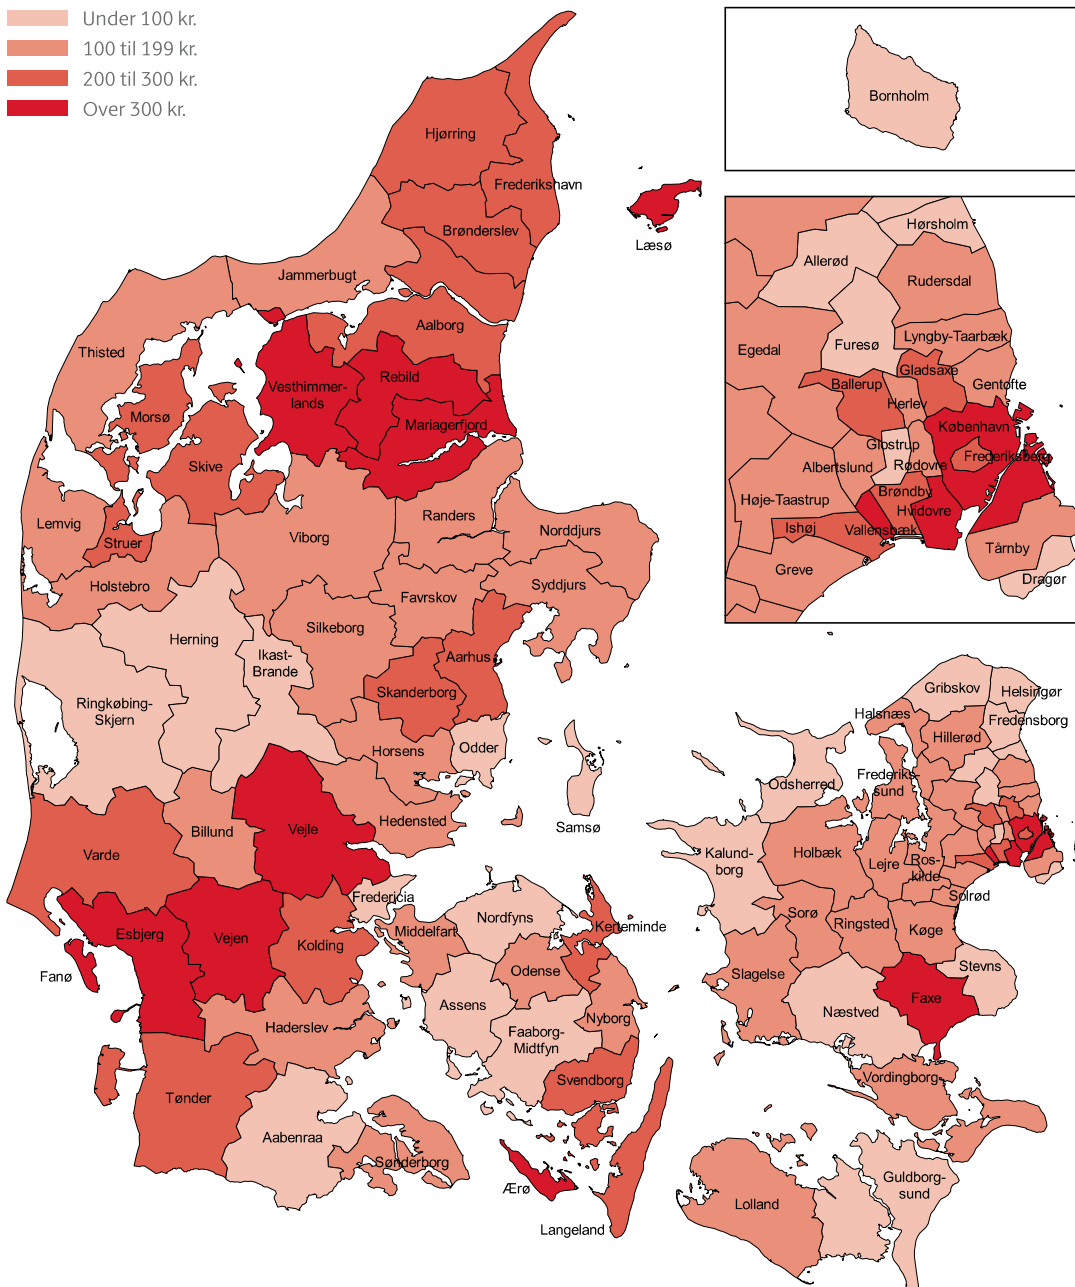 Under 100 kr.
100 til 199 kr.
200 til 300 kr.
Over 300 kr.
Bornholm
Hjørring
Frederikshavn
Læsø
Brønderslev
Jammerbugt
Aalborg
Thisted
Vesthimmer-
lands
Rebild
Mariagerfjord
Morsø
Skive
Lemvig
Struer
Viborg
Randers
Norddjurs
Holstebro
Favrskov
Syddjurs
Silkeborg
Herning
Ikast-
Brande
Aarhus
Skanderborg
Ringkøbing-
Skjern
Horsens
Odder
Samsø
Hedensted
Billund
Vejle
Varde
Fredericia
Esbjerg
Vejen
Kolding
Fanø
Haderslev
Tønder
Aabenraa
Sønderborg
Middelfart
Nordfyns
Kerteminde
Odense
Assens
Nyborg
Faaborg-
Midtfyn
Svendborg
Ærø
Langeland
Hørsholm
Allerød
Rudersdal
Egedal
Furesø
Lyngby-Taarbæk
Gladsaxe
Ballerup
Gentofte
Herlev
København
Glostrup
Frederiksberg
Albertslund
Rødovre
Brøndby
Høje-Taastrup
Hvidovre
Ishøj
Vallensbæk
Tårnby
Greve
Dragør
Gribskov
Helsingør
Halsnæs
Fredensborg
Hillerød
Frederiks-
sund
Odsherred
Kalund-
borg
Holbæk
Lejre
Ros-
kilde
Solrød
Sorø
Ringsted
Køge
Slagelse
Stevns
Faxe
Næstved
Vordingborg
Guldborg-
sund
Lolland